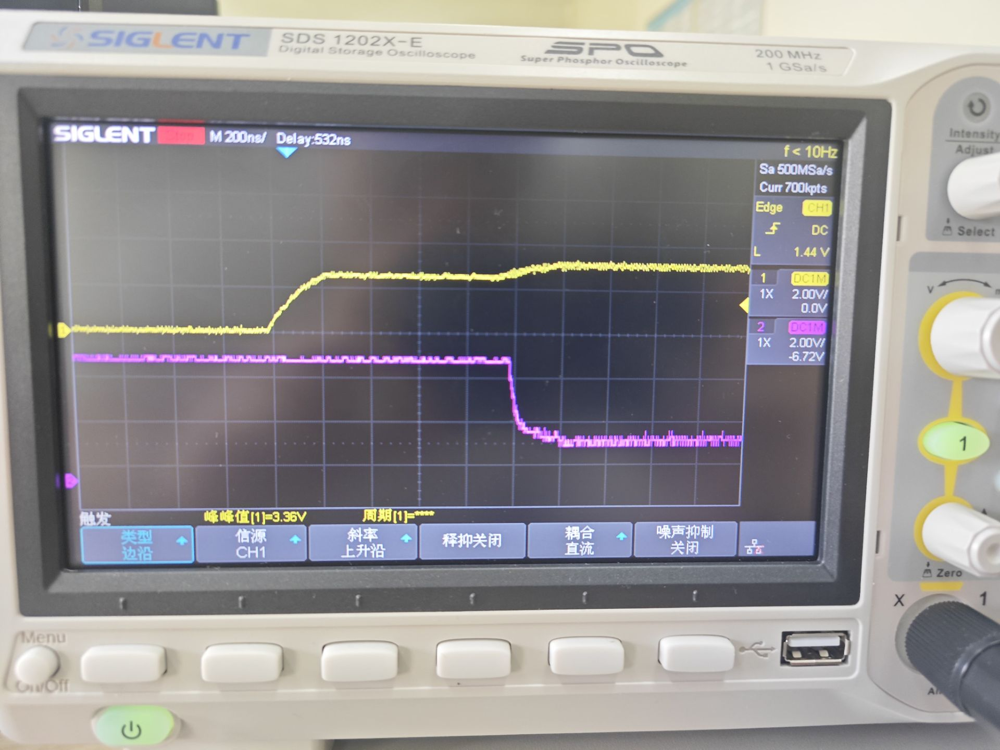 SIGLENT
SDS 1202X-E
Digital Storage Oscilloscope
SPO
Super Phosphor Oscilloscope
200 MHz
1 GSa/s
SIGLENT Stop M 200ns/ Delay:532ns
f < 10Hz
Sa 500MSa/s
Curr 700kpts
Edge CH1
DC
L 1.44 V
1 DC1M
1X 2.00V/
0.0V
2 DC1M
1X 2.00V/
-6.72V
1
2
触发
峰峰值[1]=3.36V 周期[1]=****
类型
边沿
信源
CH1
斜率
上升沿
释抑关闭
耦合
直流
噪声抑制
关闭
Intensity
Adjust
Select
V
1
Zero
X
1
Menu
On/Off